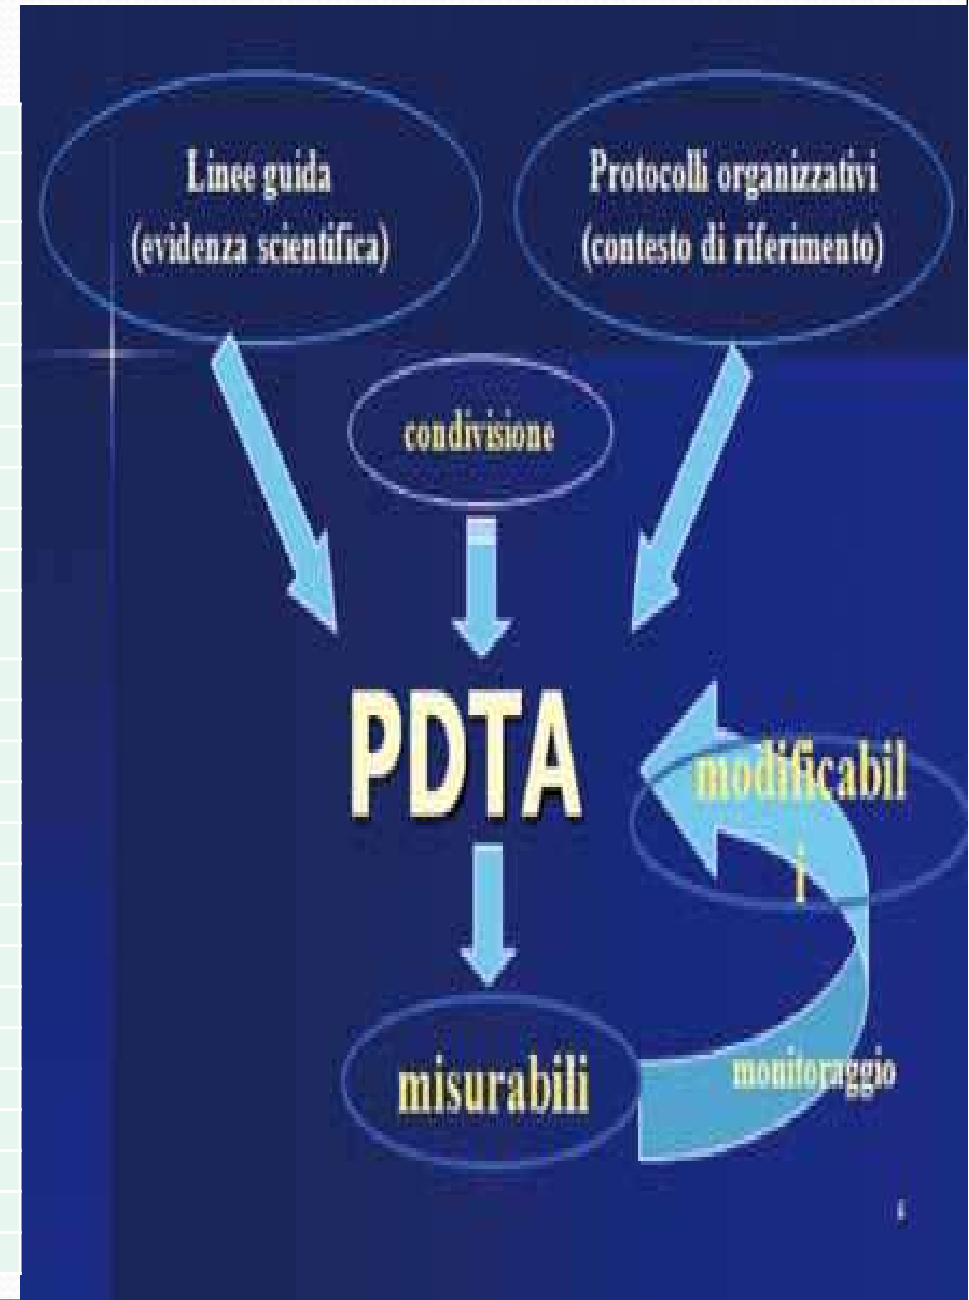 Linee guida
(evidenza scientifica)
Protocolli organizzativi
(contesto di riferimento)
condivisione
PDTA
modificabil
i
misurabili
monitoraggio